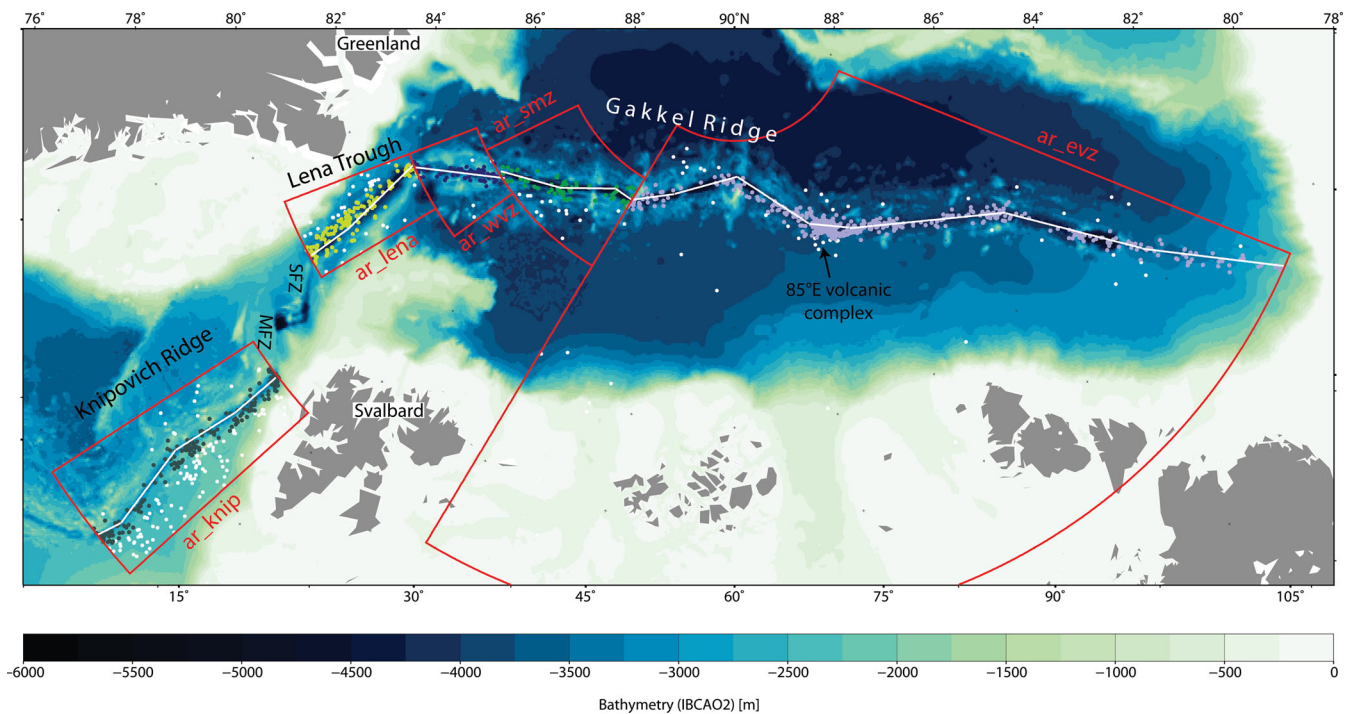 76° 78° 80° 82° 84° 86° 88° 90°N 88° 86° 84° 82° 80° 78°
Greenland
Gakkel Ridge
ar_smz
ar_evz
Lena Trough
ar_wvz
ar_lena
SFZ
85°E volcanic
complex
MFZ
Knipovich Ridge
Svalbard
ar_knip
15° 30° 45° 60° 75° 90° 105°
−6000 −5500 −5000 −4500 −4000 −3500 −3000 −2500 −2000 −1500 −1000 −500 0
Bathymetry (IBCAO2) [m]